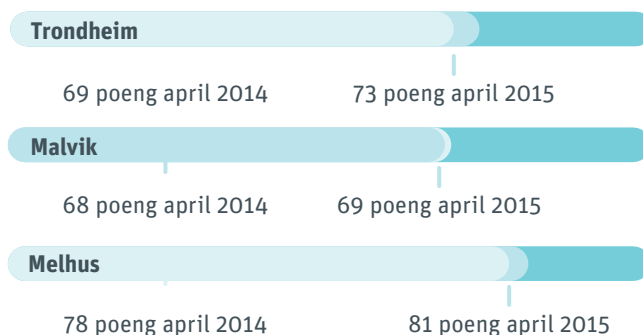 Trondheim
69 poeng april 2014 73 poeng april 2015
Malvik
68 poeng april 2014 69 poeng april 2015
Melhus
78 poeng april 2014 81 poeng april 2015